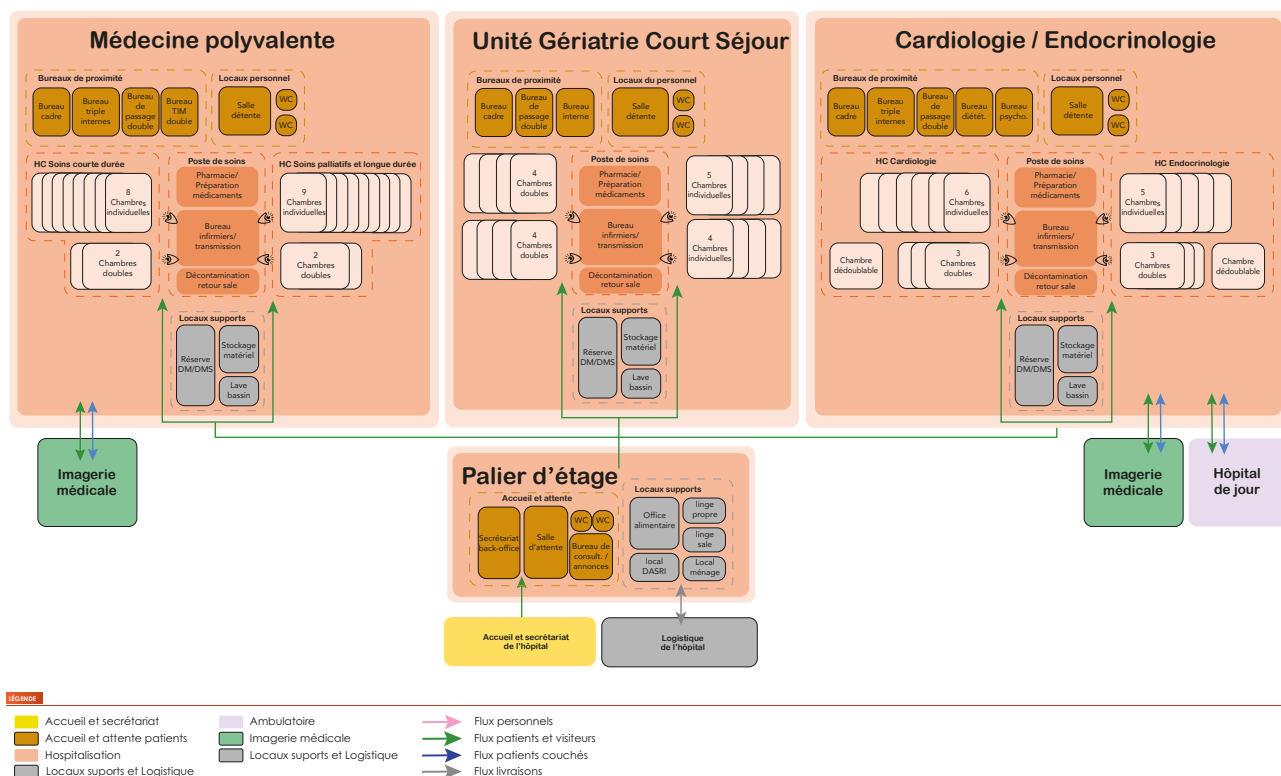 Médecine polyvalente
Bureaux de proximité
Locaux personnel
Bureau
cadre
Bureau
triple
internes
Bureau
de
passage
double
Bureau
TIM
double
Salle
détente
WC
WC
HC Soins courte durée
Poste de soins
HC Soins palliatifs et longue durée
8
Chambres
individuelles
Pharmacie/
Préparation
médicaments
9
Chambres
individuelles
Bureau
infirmiers/
transmission
2
Chambres
doubles
2
Chambres
doubles
Décontamination
retour sale
Locaux supports
Réserve
DM/DMS
Stockage
matériel
Lave
bassin
Imagerie
médicale
Unité Gériatrie Court Séjour
Bureaux de proximité
Locaux du personnel
Bureau
cadre
Bureau
de
passage
double
Bureau
interne
Salle
détente
WC
WC
Poste de soins
4
Chambres
doubles
Pharmacie/
Préparation
médicaments
5
Chambres
individuelles
Bureau
infirmiers/
transmission
4
Chambres
doubles
4
Chambres
individuelles
Décontamination
retour sale
Locaux supports
Réserve
DM/DMS
Stockage
matériel
Lave
bassin
Cardiologie / Endocrinologie
Bureaux de proximité
Locaux personnel
Bureau
cadre
Bureau
triple
internes
Bureau
de
passage
double
Bureau
diétét.
Bureau
psycho.
Salle
détente
WC
WC
HC Cardiologie
Poste de soins
HC Endocrinologie
6
Chambres
individuelles
Pharmacie/
Préparation
médicaments
5
Chambres
individuelles
Bureau
infirmiers/
transmission
Chambre
dédoublable
3
Chambres
doubles
3
Chambres
doubles
Chambre
dédoublable
Décontamination
retour sale
Locaux supports
Réserve
DM/DMS
Stockage
matériel
Lave
bassin
Imagerie
médicale
Hôpital
de jour
Palier d'étage
Accueil et attente
Locaux supports
Secrétariat
back-office
Salle
d'attente
WC
WC
Bureau de
consult. /
annonces
Office
alimentaire
linge
propre
linge
sale
local
DASRI
Local
ménage
Accueil et secrétariat
de l'hôpital
Logistique
de l'hôpital
LÉGENDE
Accueil et secrétariat
Accueil et attente patients
Hospitalisation
Locaux suports et Logistique
Ambulatoire
Imagerie médicale
Locaux suports et Logistique
Flux personnels
Flux patients et visiteurs
Flux patients couchés
Flux livraisons